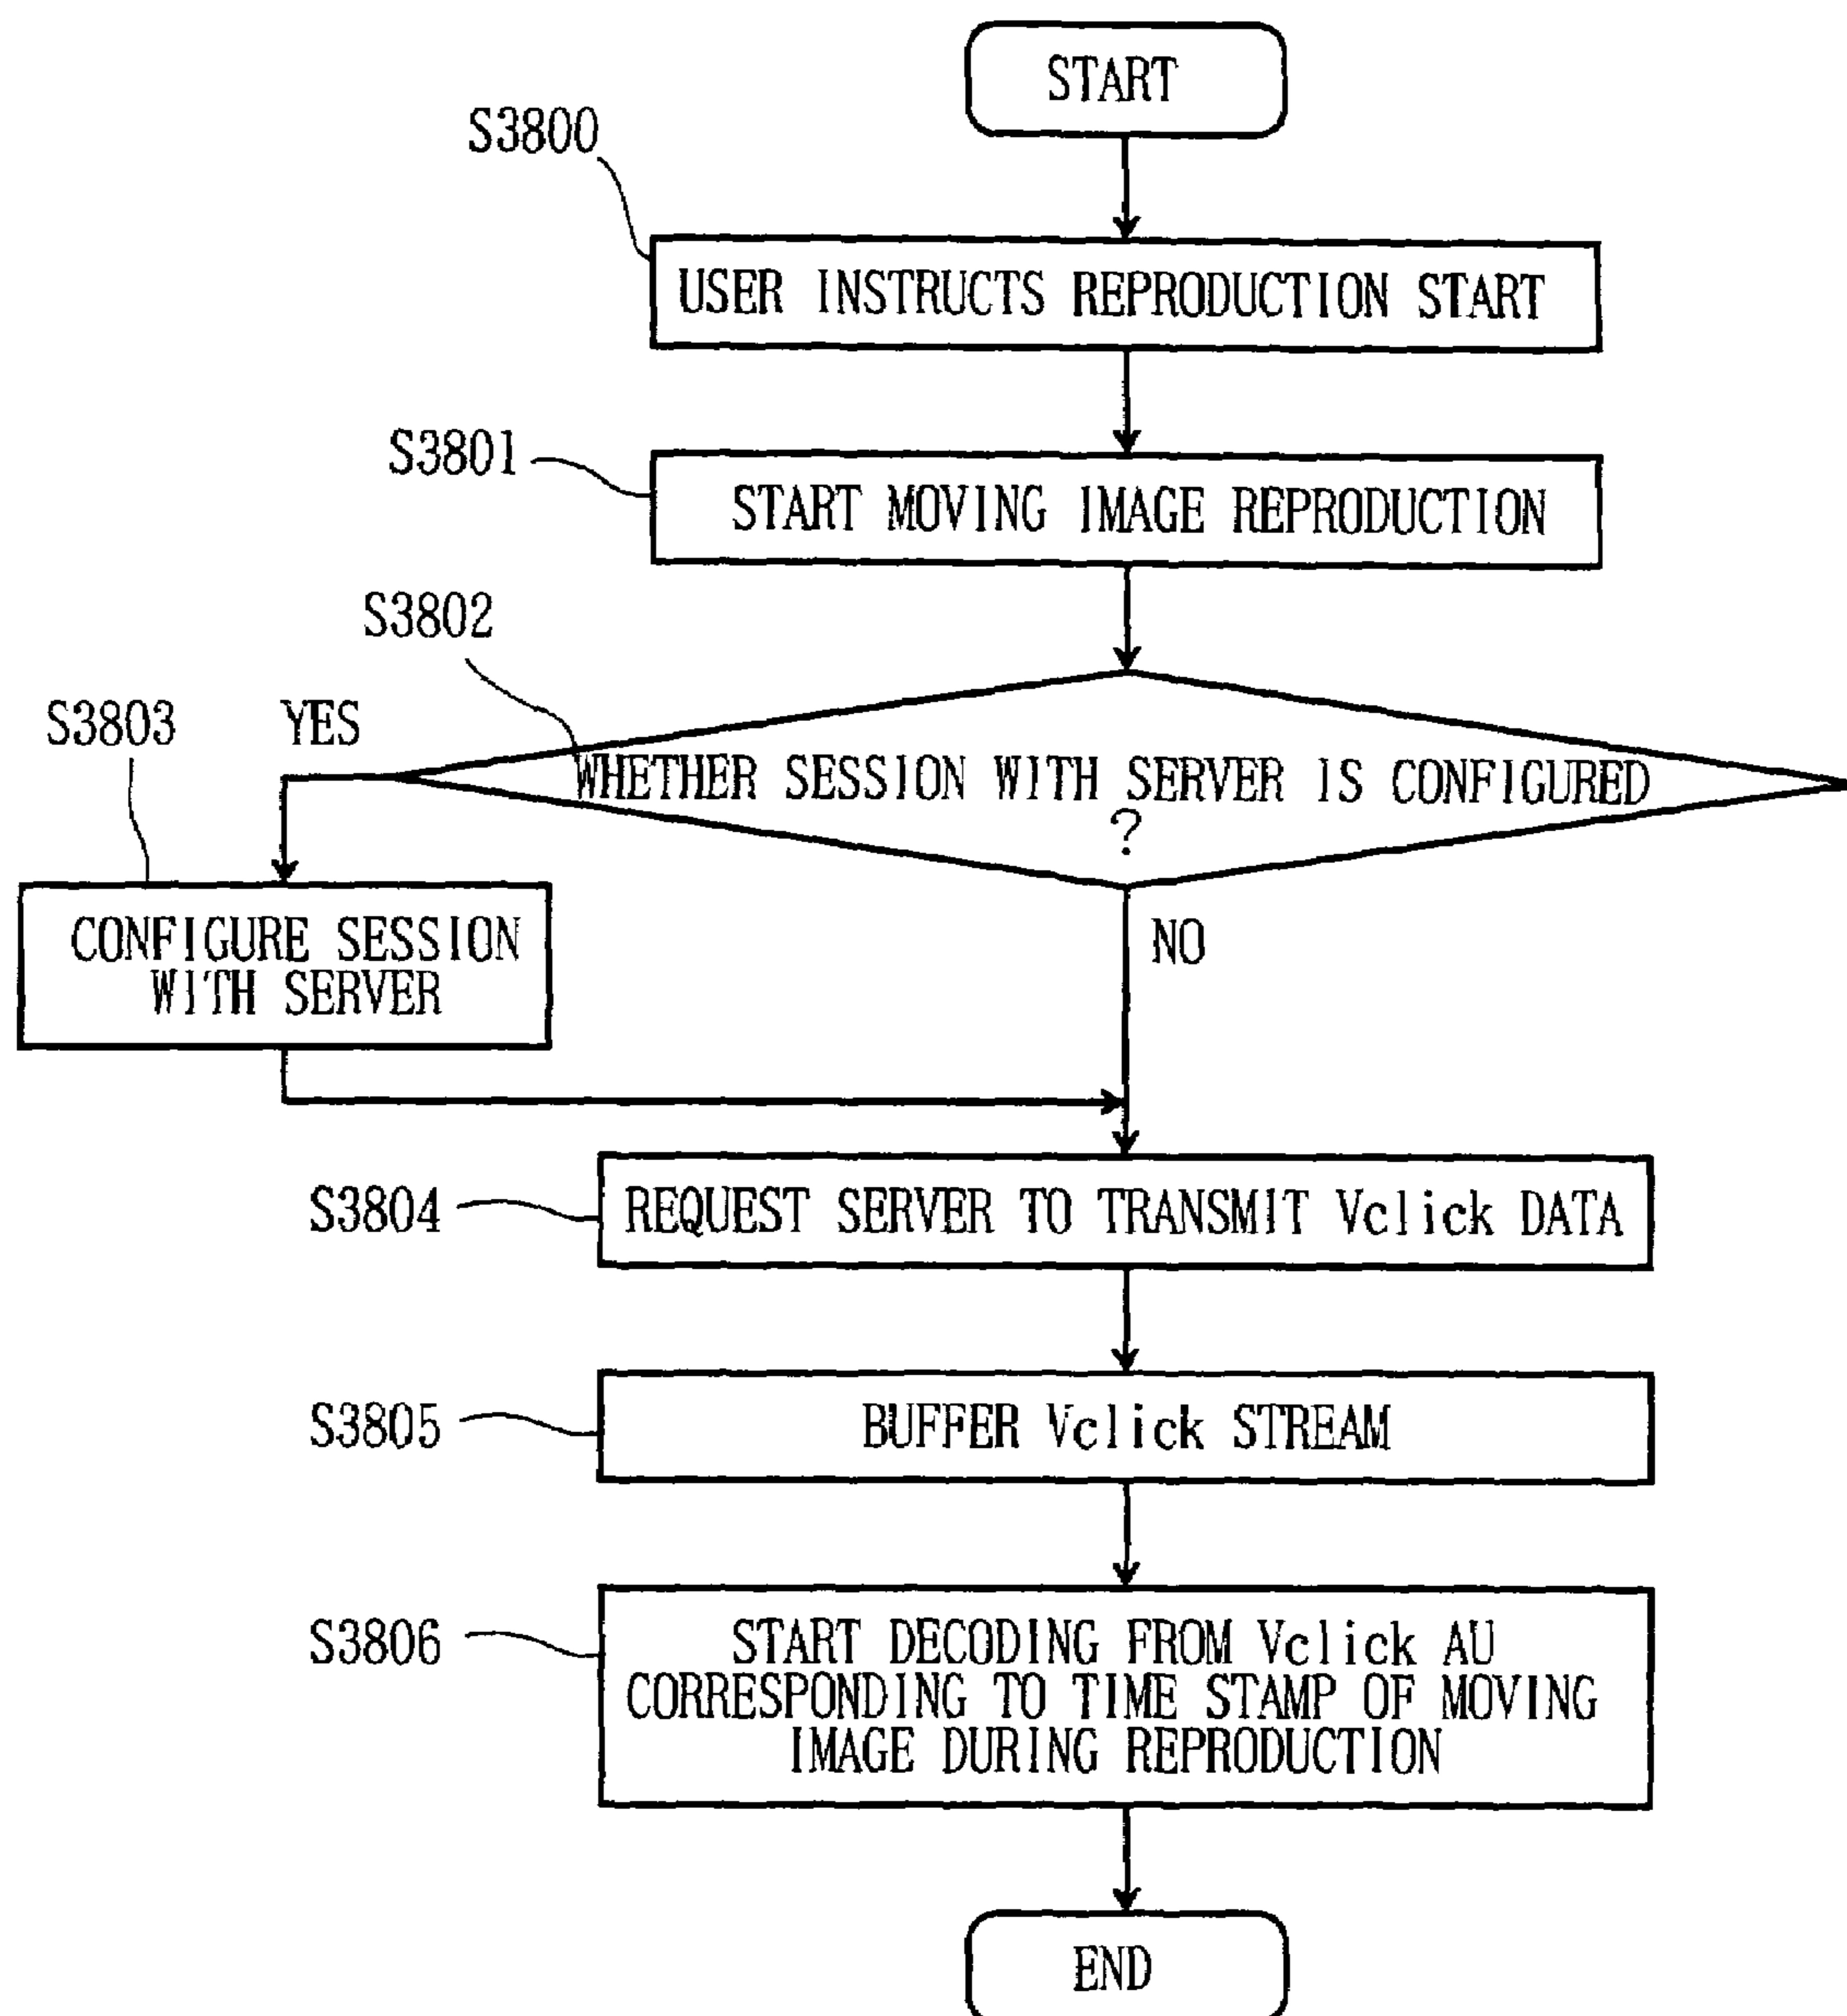 START
S3800
USER INSTRUCTS REPRODUCTION START
S3801
START MOVING IMAGE REPRODUCTION
S3802
S3803
YES
WHETHER SESSION WITH SERVER IS CONFIGURED
?
CONFIGURE SESSION
WITH SERVER
NO
S3804
REQUEST SERVER TO TRANSMIT Vclick DATA
S3805
BUFFER Vclick STREAM
S3806
START DECODING FROM Vclick AU
CORRESPONDING TO TIME STAMP OF MOVING
IMAGE DURING REPRODUCTION
END